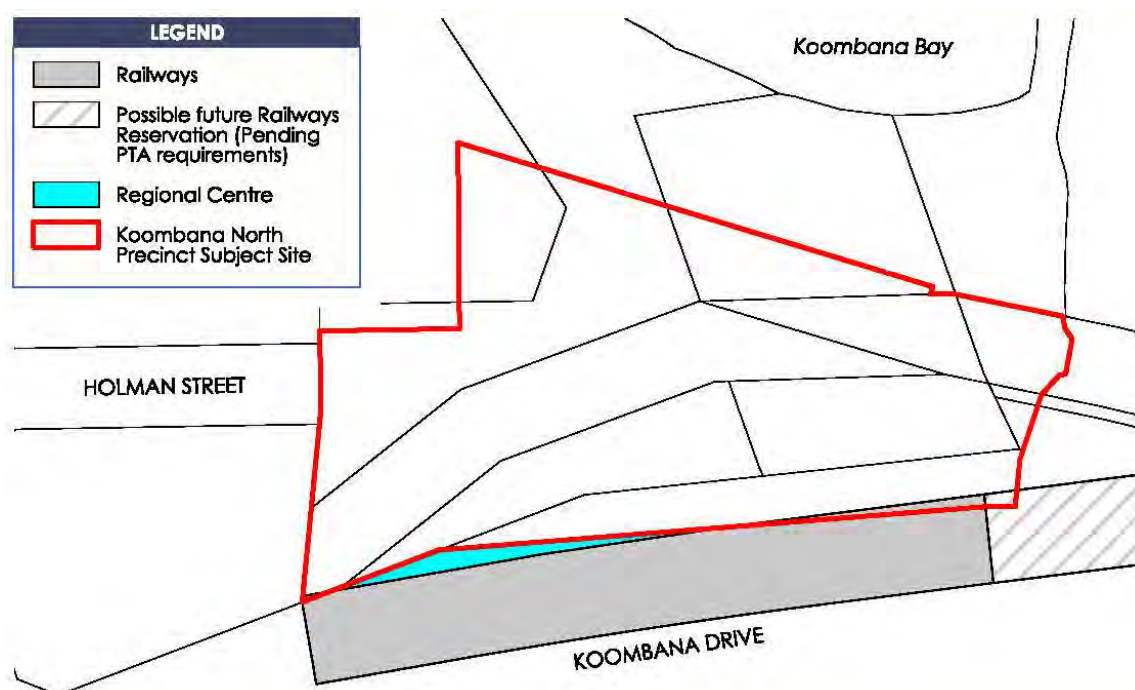 LEGEND
Railways
Possible future Railways
Reservation (Pending
PTA requirements)
Regional Centre
Koombana North
Precinct Subject Site
Koombana Bay
HOLMAN STREET
KOOMBANA DRIVE